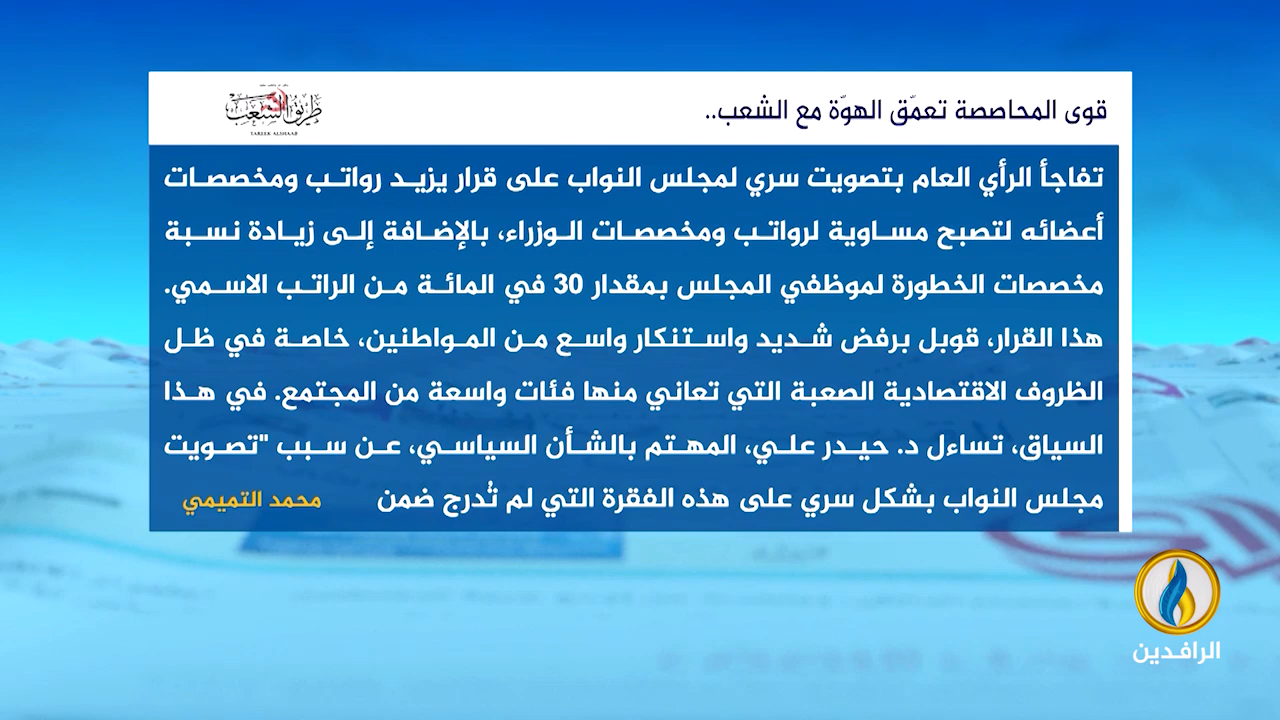 طريق الشعب
TAREEK ALSHAAB
قوى المحاصصة تعمّق الهوّة مع الشعب..
تفاجأ الرأي العام بتصويت سري لمجلس النواب على قرار يزيد رواتب ومخصصات
أعضائه لتصبح مساوية لرواتب ومخصصات الوزراء، بالإضافة إلى زيادة نسبة
مخصصات الخطورة لموظفي المجلس بمقدار 30 في المائة من الراتب الاسمي.
هذا القرار، قوبل برفض شديد واستنكار واسع من المواطنين، خاصة في ظل
الظروف الاقتصادية الصعبة التي تعاني منها فئات واسعة من المجتمع. في هذا
السياق، تساءل د. حيدر علي، المهتم بالشأن السياسي، عن سبب "تصويت
مجلس النواب بشكل سري على هذه الفقرة التي لم تُدرج ضمن
محمد التميمي
الرافدين